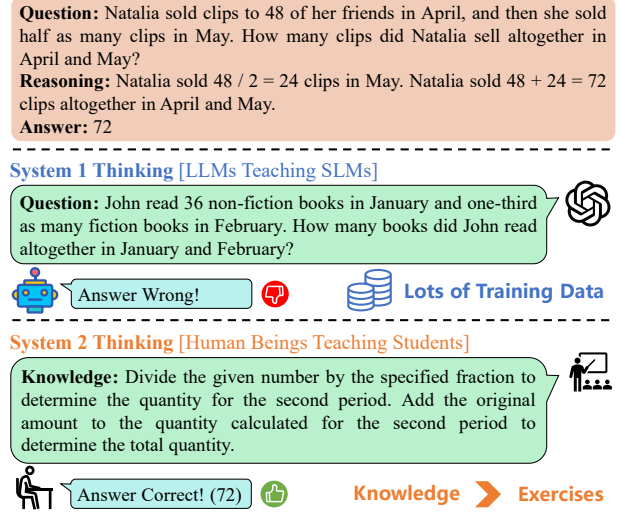 Question: Natalia sold clips to 48 of her friends in April, and then she sold
half as many clips in May. How many clips did Natalia sell altogether in
April and May?
Reasoning: Natalia sold 48 / 2 = 24 clips in May. Natalia sold 48 + 24 = 72
clips altogether in April and May.
Answer: 72
System 1 Thinking [LLMs Teaching SLMs]
Question: John read 36 non-fiction books in January and one-third
as many fiction books in February. How many books did John read
altogether in January and February?
Answer Wrong!
Lots of Training Data
System 2 Thinking [Human Beings Teaching Students]
Knowledge: Divide the given number by the specified fraction to
determine the quantity for the second period. Add the original
amount to the quantity calculated for the second period to
determine the total quantity.
Answer Correct! (72)
Knowledge
Exercises